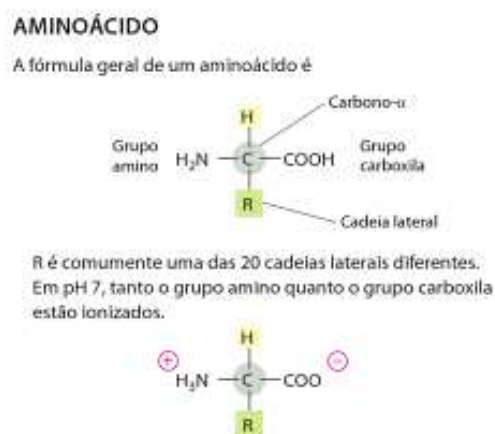 AMINOÁCIDO
A fórmula geral de um aminoácido é
Carbono-α
H
Grupo amino
H₂N — C — COOH
Grupo carboxila
R
Cadeia lateral
R é comumente uma das 20 cadeias laterais diferentes.
Em pH 7, tanto o grupo amino quanto o grupo carboxila
estão ionizados.
H
⊕ ⊖
H₃N — C — COO
R